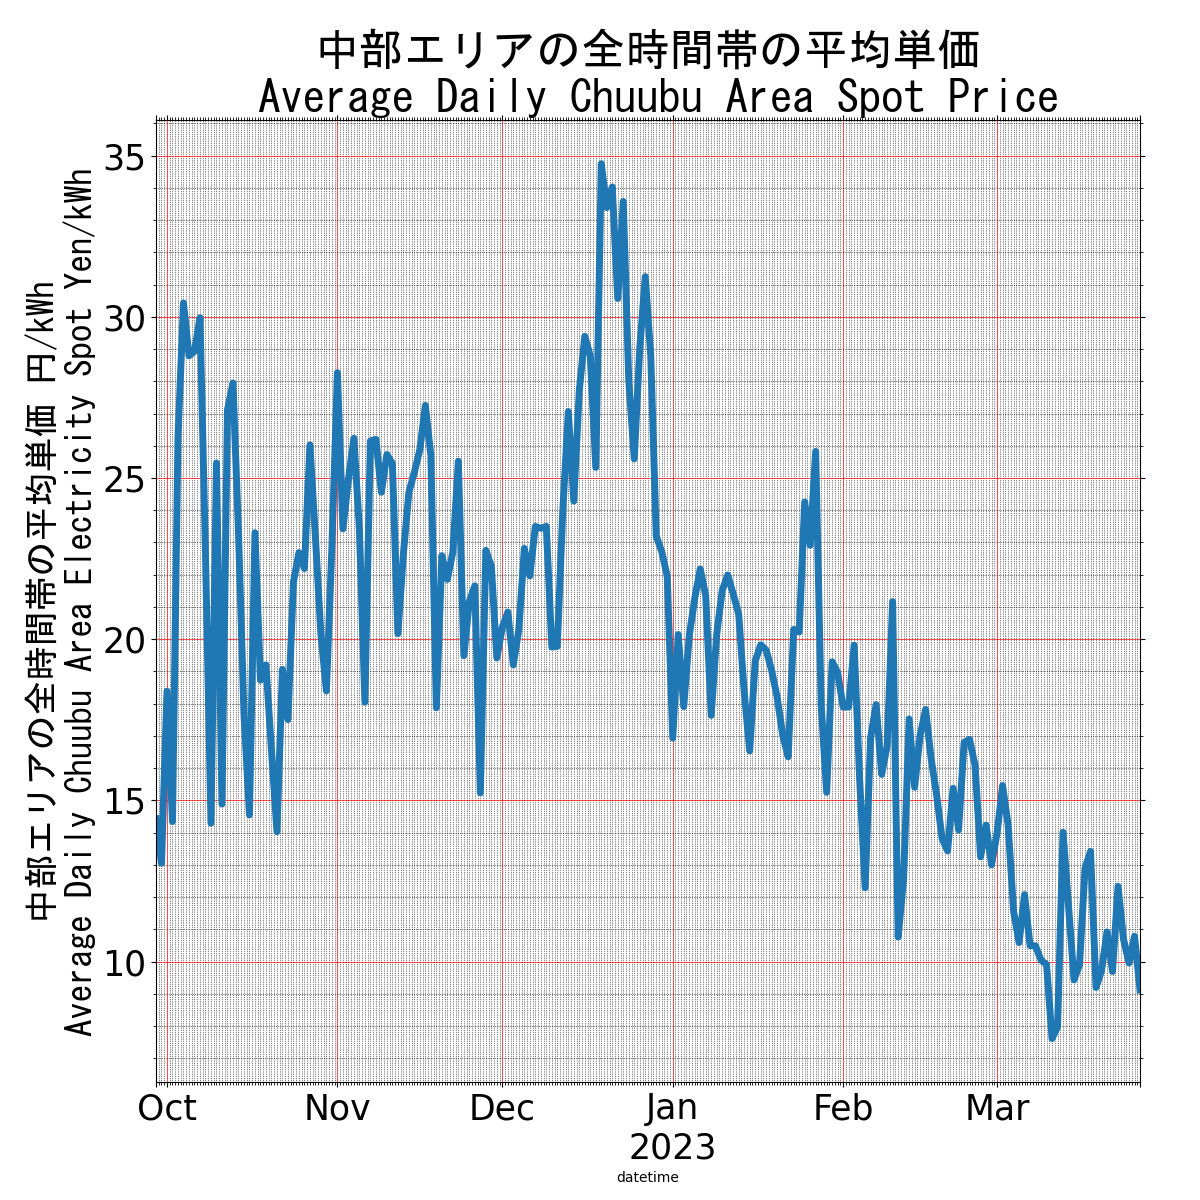 中部エリアの全時間帯の平均単価
Average Daily Chuubu Area Spot Price
中部エリアの全時間帯の平均単価 円/kWh
Average Daily Chuubu Area Electricity Spot Yen/kWh
35
30
25
20
15
10
Oct Nov Dec Jan Feb Mar
2023
datetime